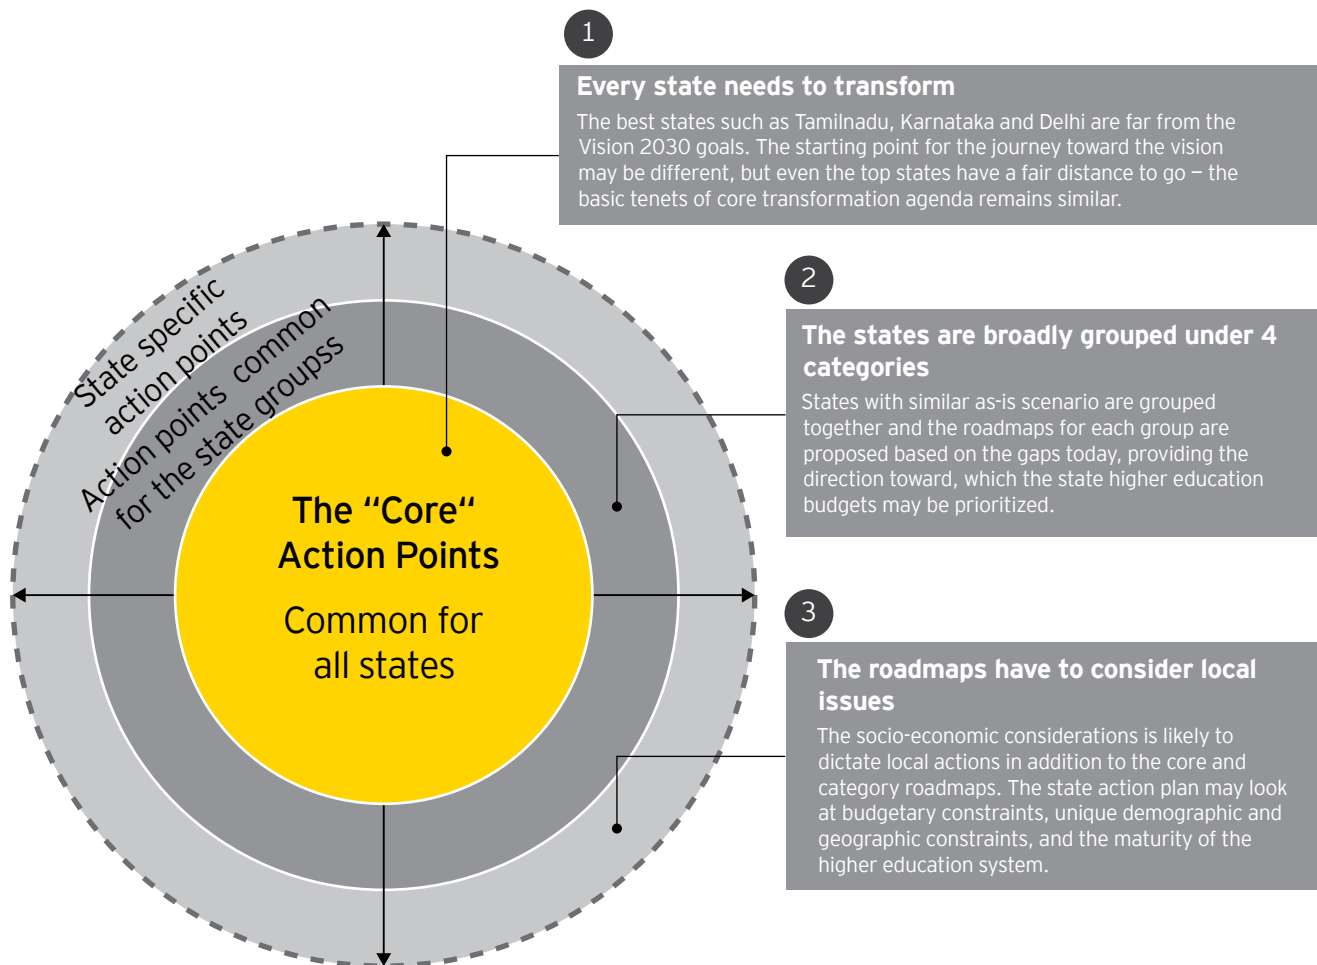 1
Every state needs to transform
The best states such as Tamilnadu, Karnataka and Delhi are far from the
Vision 2030 goals. The starting point for the journey toward the vision
may be different, but even the top states have a fair distance to go – the
basic tenets of core transformation agenda remains similar.
2
The states are broadly grouped under 4
categories
States with similar as-is scenario are grouped
together and the roadmaps for each group are
proposed based on the gaps today, providing the
direction toward, which the state higher education
budgets may be prioritized.
3
The roadmaps have to consider local
issues
The socio-economic considerations is likely to
dictate local actions in addition to the core and
category roadmaps. The state action plan may look
at budgetary constraints, unique demographic and
geographic constraints, and the maturity of the
higher education system.
State specific
action points
Action points common
for the state groupss
The “Core“
Action Points
Common for
all states